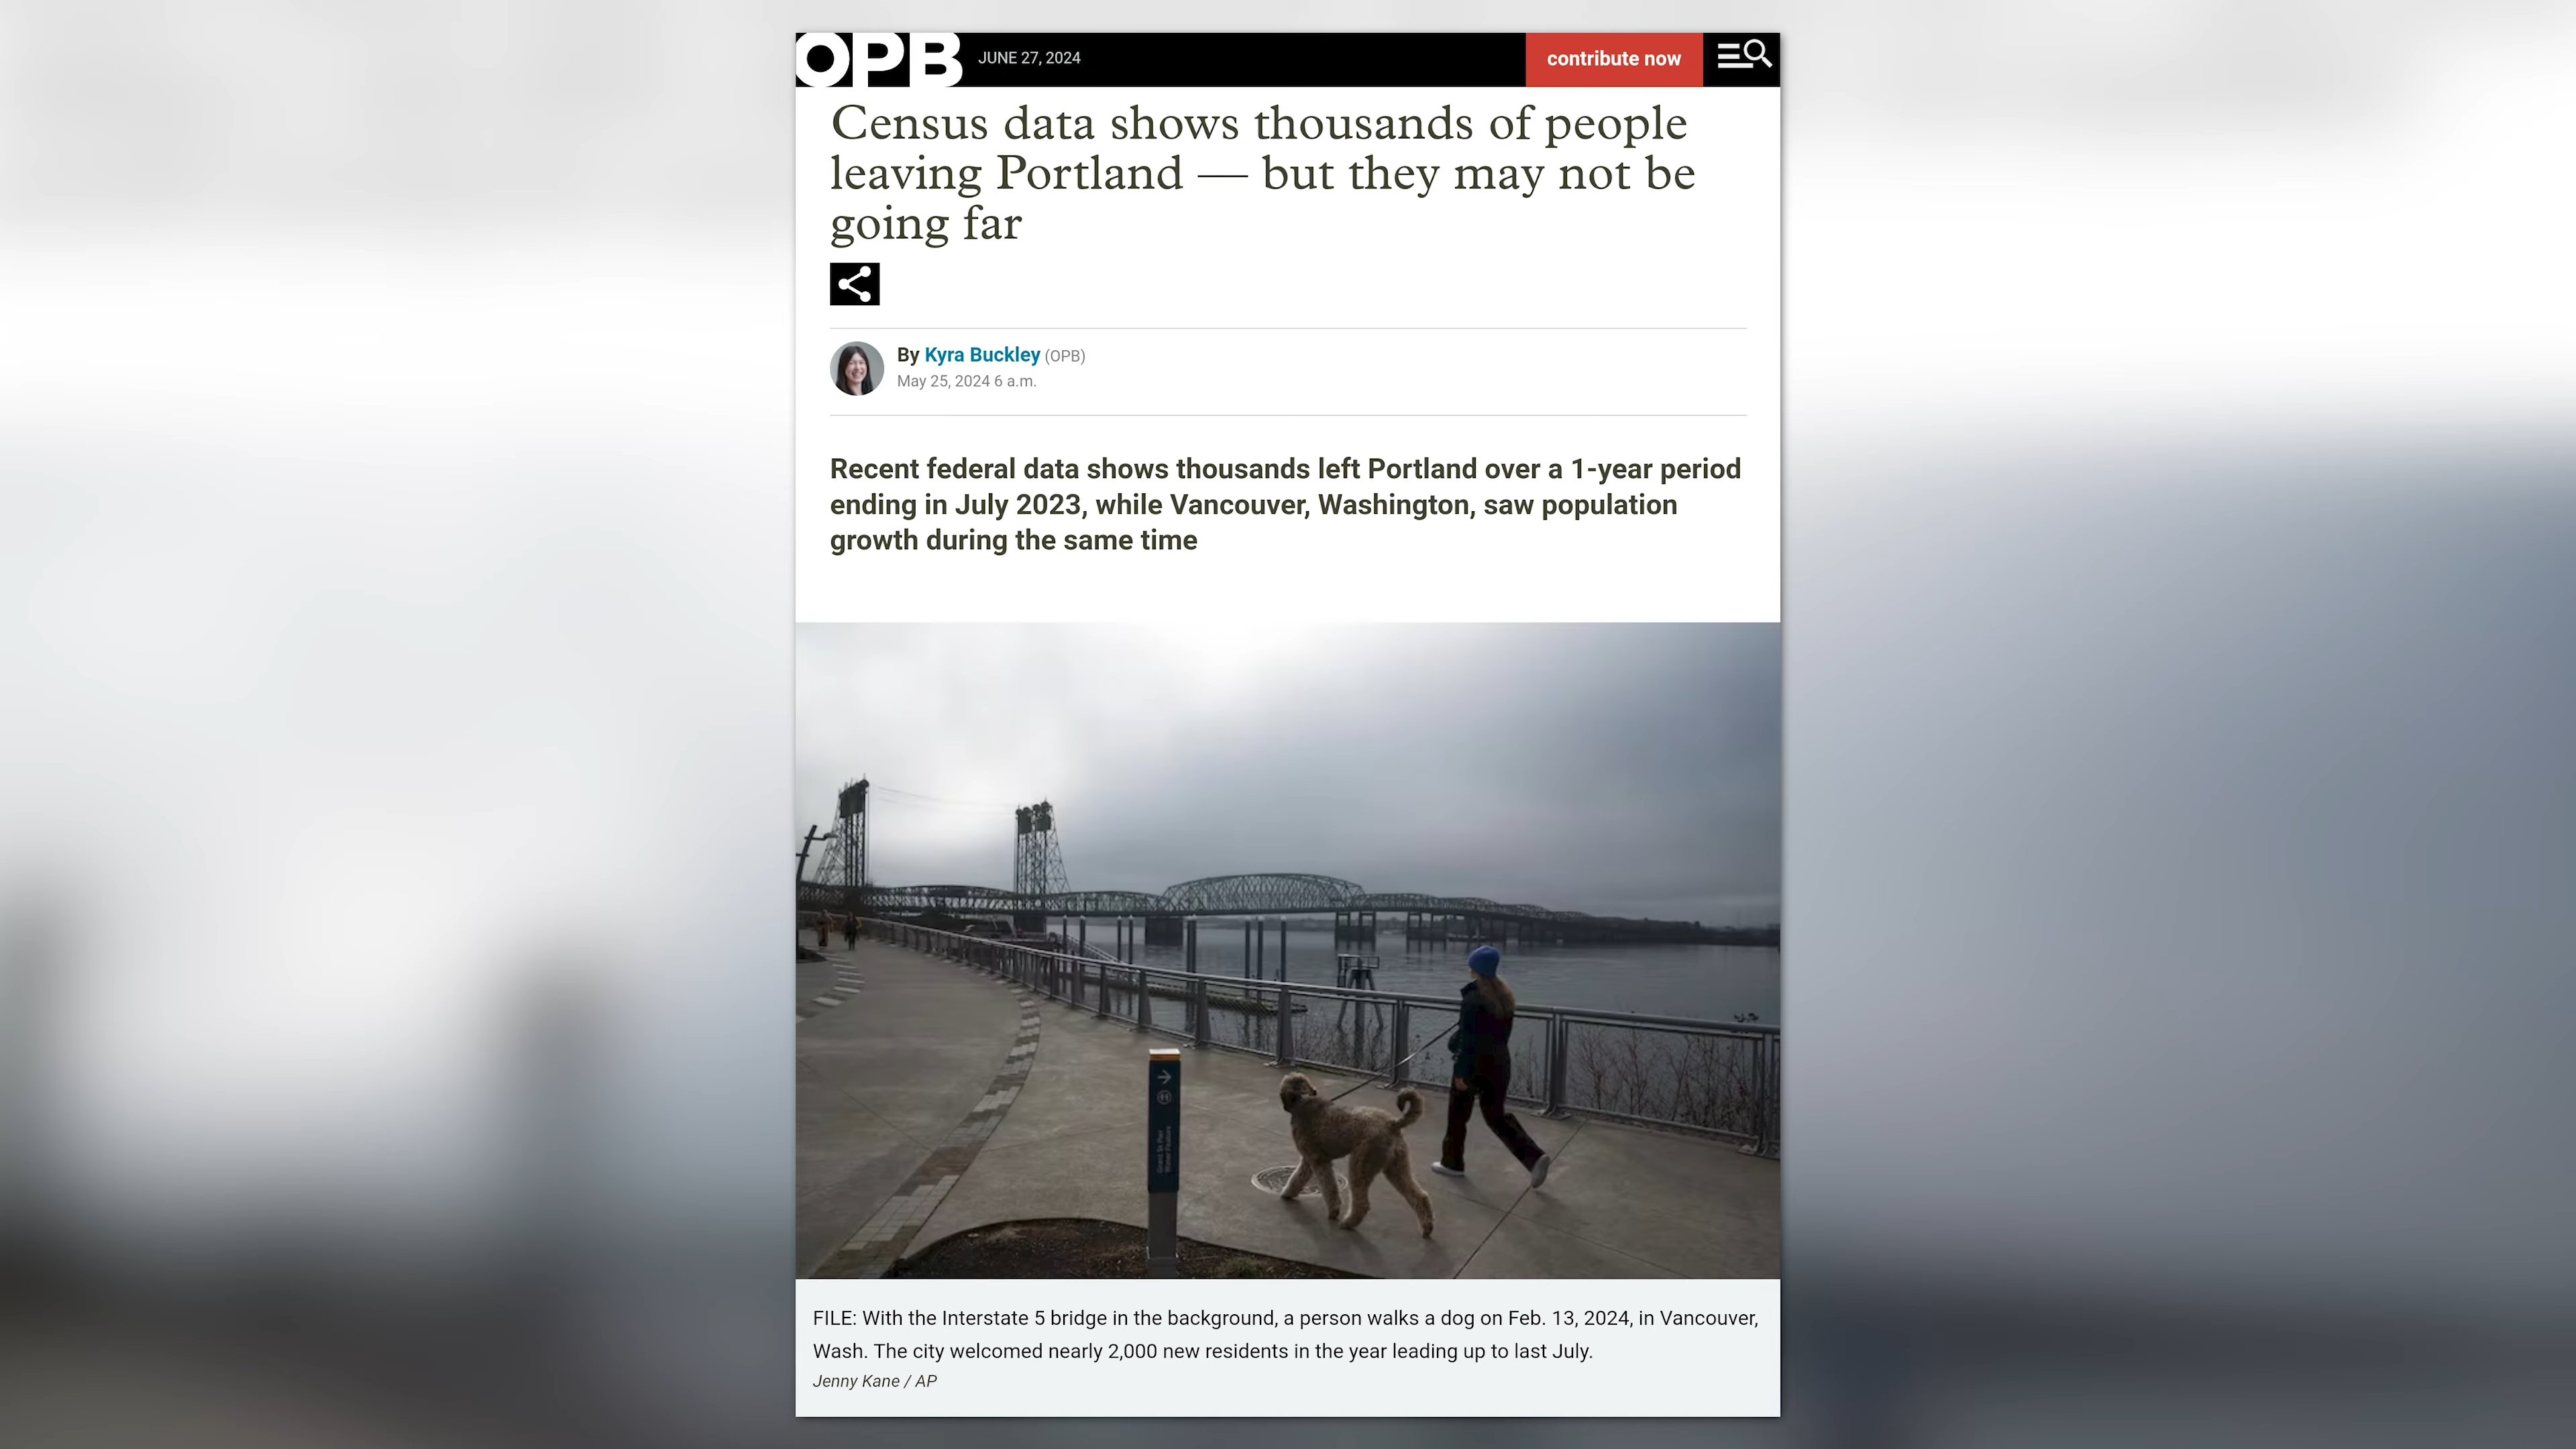 OPB
JUNE 27, 2024
contribute now
Census data shows thousands of people
leaving Portland — but they may not be
going far
By Kyra Buckley (OPB)
May 25, 2024 6 a.m.
Recent federal data shows thousands left Portland over a 1-year period
ending in July 2023, while Vancouver, Washington, saw population
growth during the same time
FILE: With the Interstate 5 bridge in the background, a person walks a dog on Feb. 13, 2024, in Vancouver,
Wash. The city welcomed nearly 2,000 new residents in the year leading up to last July.
Jenny Kane / AP